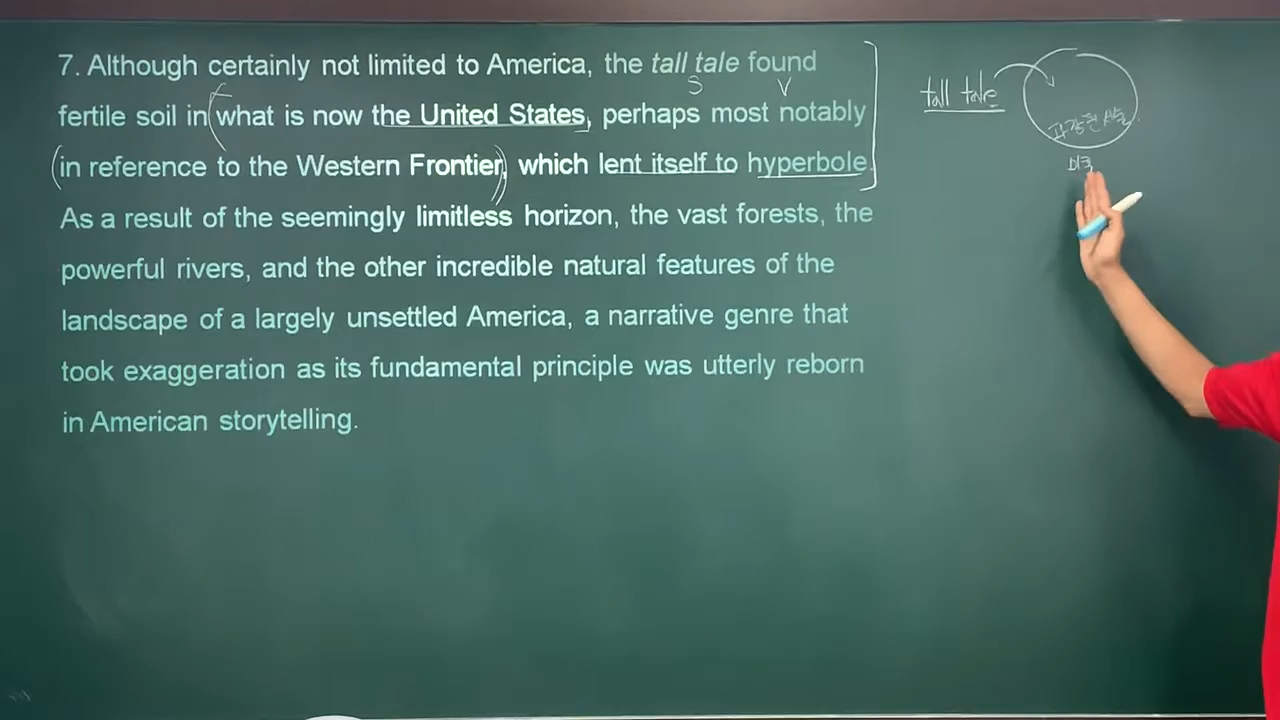 7. Although certainly not limited to America, the tall tale found
fertile soil in what is now the United States, perhaps most notably
in reference to the Western Frontier, which lent itself to hyperbole.
As a result of the seemingly limitless horizon, the vast forests, the
powerful rivers, and the other incredible natural features of the
landscape of a largely unsettled America, a narrative genre that
took exaggeration as its fundamental principle was utterly reborn
in American storytelling.
S
V
tall tale
과장된
미국